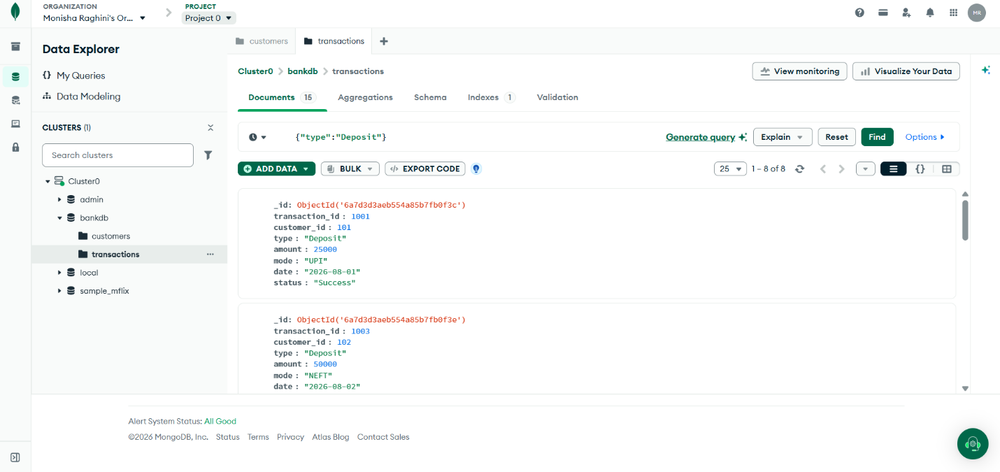 ORGANIZATION
Monisha Raghini's Or...
PROJECT
Project 0
MR
Data Explorer
{} My Queries
Data Modeling
CLUSTERS (1)
Search clusters
Cluster0
admin
bankdb
customers
transactions
local
sample_mflix
customers
transactions
Cluster0 > bankdb > transactions
View monitoring
Visualize Your Data
Documents 15
Aggregations
Schema
Indexes 1
Validation
{"type":"Deposit"}
Generate query
Explain
Reset
Find
Options
ADD DATA
BULK
EXPORT CODE
25
1 – 8 of 8
{}
_id: ObjectId('6a7d3d3aeb554a85b7fb0f3c')
transaction_id : 1001
customer_id : 101
type : "Deposit"
amount : 25000
mode : "UPI"
date : "2026-08-01"
status : "Success"
_id: ObjectId('6a7d3d3aeb554a85b7fb0f3e')
transaction_id : 1003
customer_id : 102
type : "Deposit"
amount : 50000
mode : "NEFT"
date : "2026-08-02"
Alert System Status: All Good
©2026 MongoDB, Inc. Status Terms Privacy Atlas Blog Contact Sales